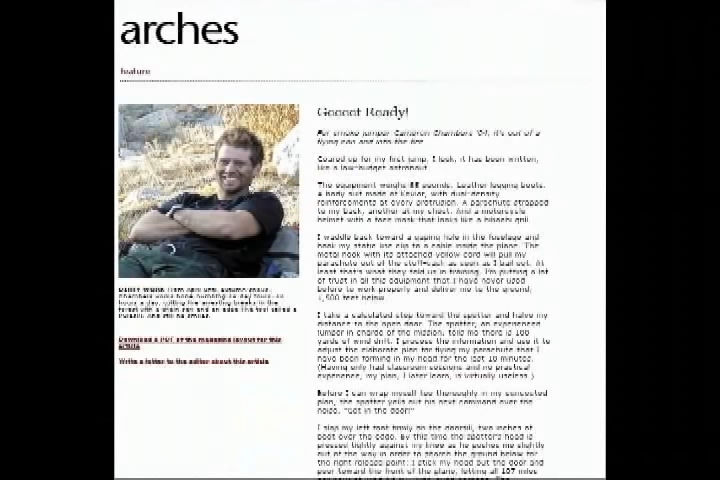 arches
feature
Geeeet Ready!
For smoke jumper Cameron Chambers '04, it's out of a
flying can and into the fire
Geared up for my first jump, I look, it has been written,
like a low-budget astronaut.
The equipment weighs 85 pounds. Leather logging boots.
A body suit made of Kevlar, with dual-density
reinforcements at every protrusion. A parachute strapped
to my back, another at my chest. And a motorcycle
helmet with a face mask that looks like a hibachi grill.
I waddle back toward a gaping hole in the fuselage and
hook my static line clip to a cable inside the plane. The
metal hook with its attached yellow cord will pull my
parachute out of the stuff-sack as soon as I bail out. At
least that's what they told us in training. I'm putting a lot
of trust in all this equipment that I have never used
before to work properly and deliver me to the ground,
1,500 feet below.
I take a calculated step toward the spotter and halve my
distance to the open door. The spotter, an experienced
jumper in charge of the mission, told me there is 100
yards of wind drift. I process the information and use it to
adjust the elaborate plan for flying my parachute that I
have been forming in my head for the last 10 minutes.
(Having only had classroom sessions and no practical
experience, my plan, I later learn, is virtually useless.)
Before I can wrap myself too thoroughly in my concocted
plan, the spotter yells out his next command over the
noise. "Get in the door!"
I slap my left foot firmly on the doorsill, two inches of
boot over the edge. By this time the spotter's head is
pressed tightly against my knee as he pushes me slightly
out of the way in order to search the ground below for
the right release point. I stick my head out the door and
peer toward the front of the plane, letting all 107 miles
Download a PDF of the magazine layout for this
article
Write a letter to the editor about this article